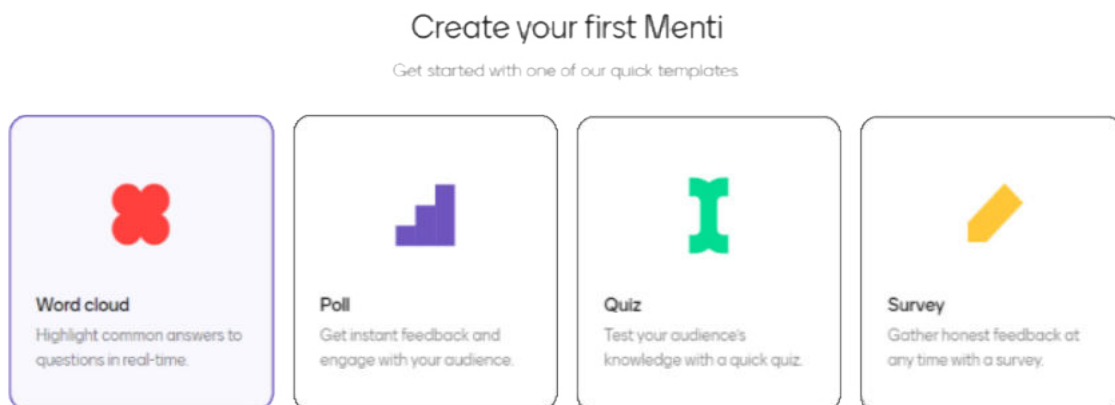 Create your first Menti
Get started with one of our quick templates
Word cloud
Highlight common answers to
questions in real-time.
Poll
Get instant feedback and
engage with your audience.
Quiz
Test your audience's
knowledge with a quick quiz.
Survey
Gather honest feedback at
any time with a survey.